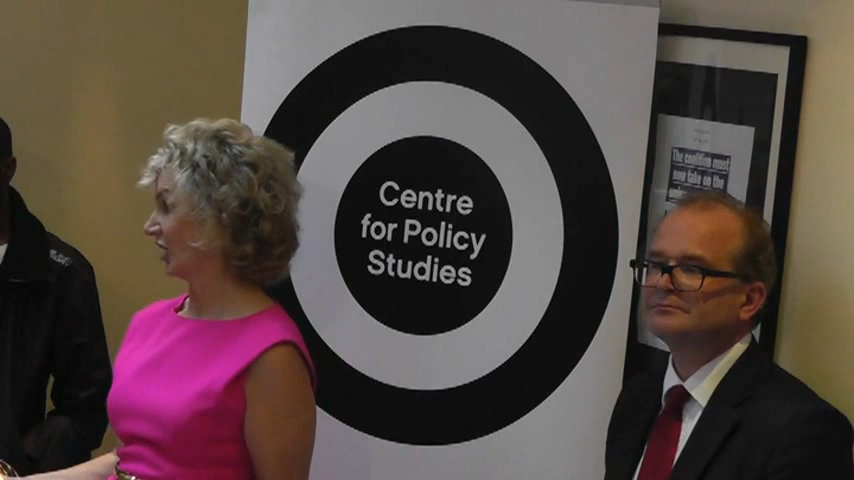 Centre
for Policy
Studies
The coalition must
now take on the